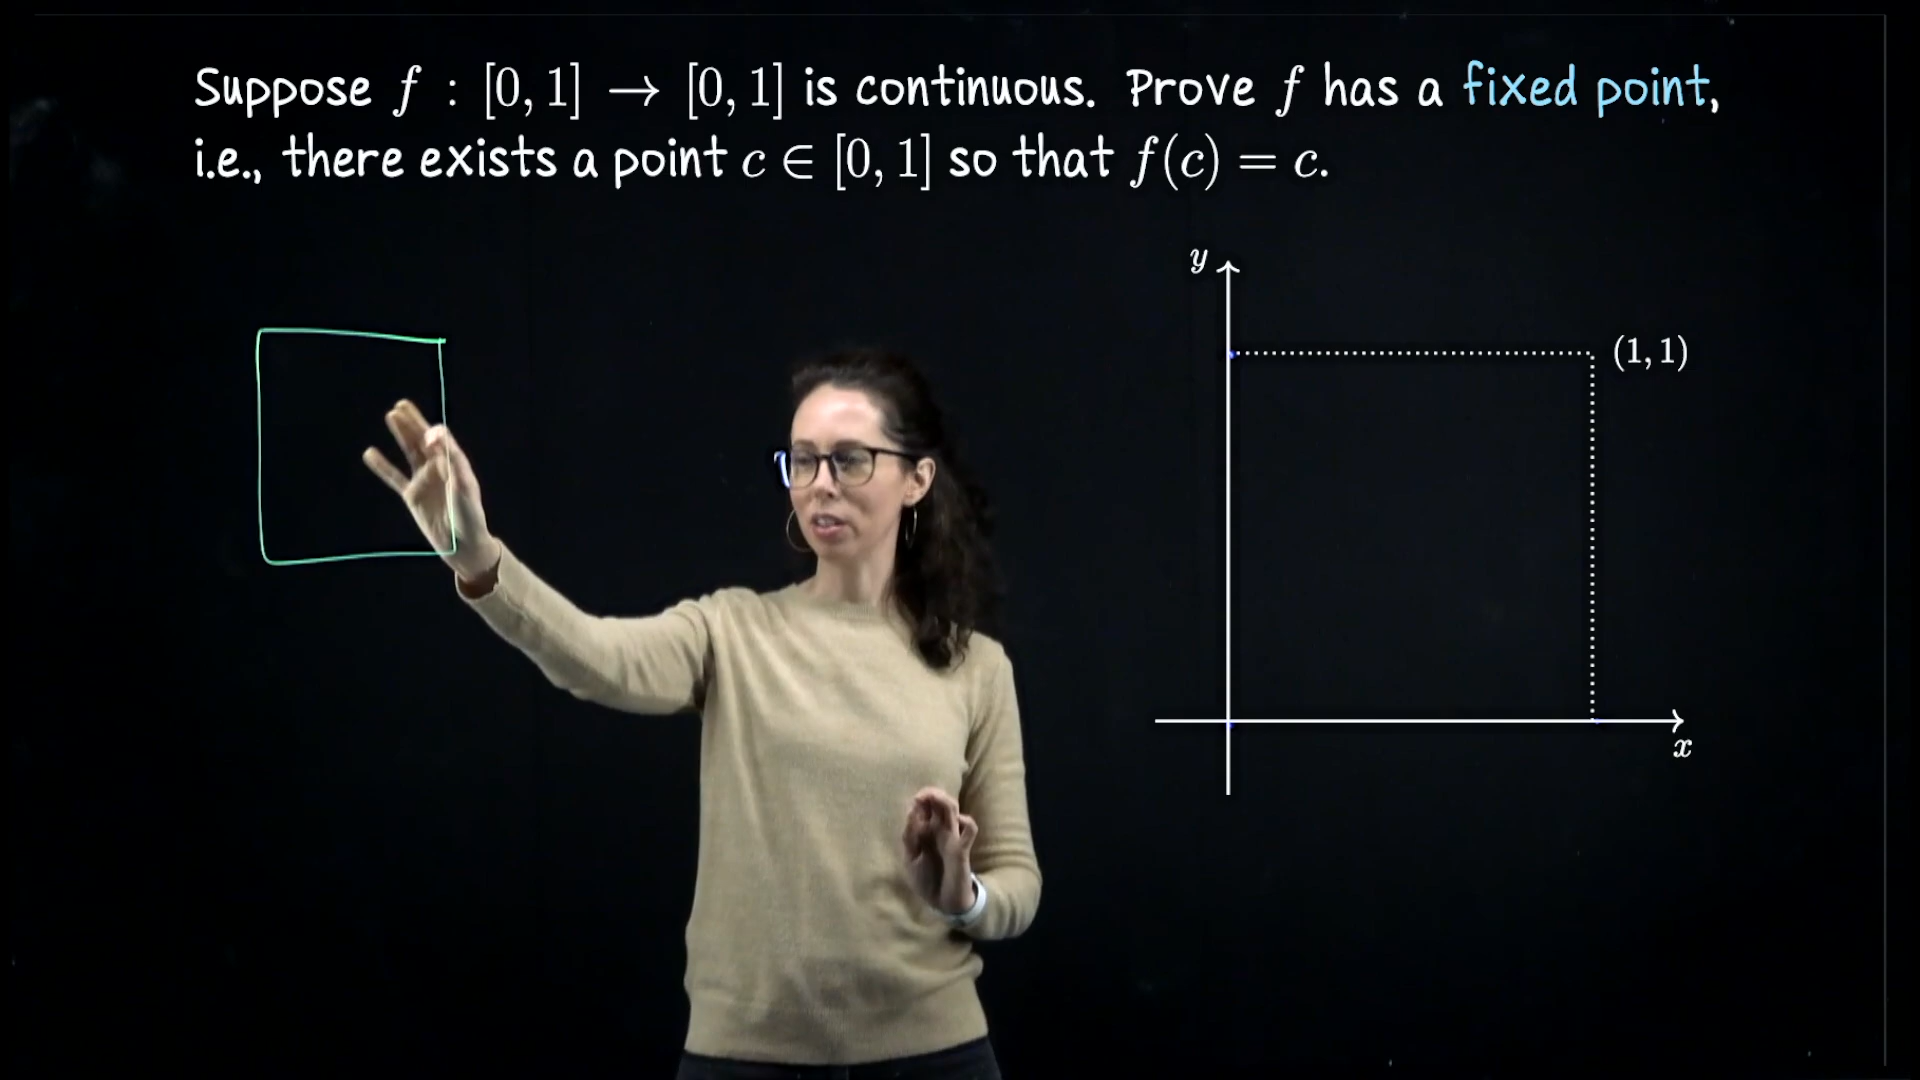 Suppose f : [0, 1] → [0, 1] is continuous. Prove f has a fixed point,
i.e., there exists a point c ∈ [0, 1] so that f(c) = c.
y
(1, 1)
x